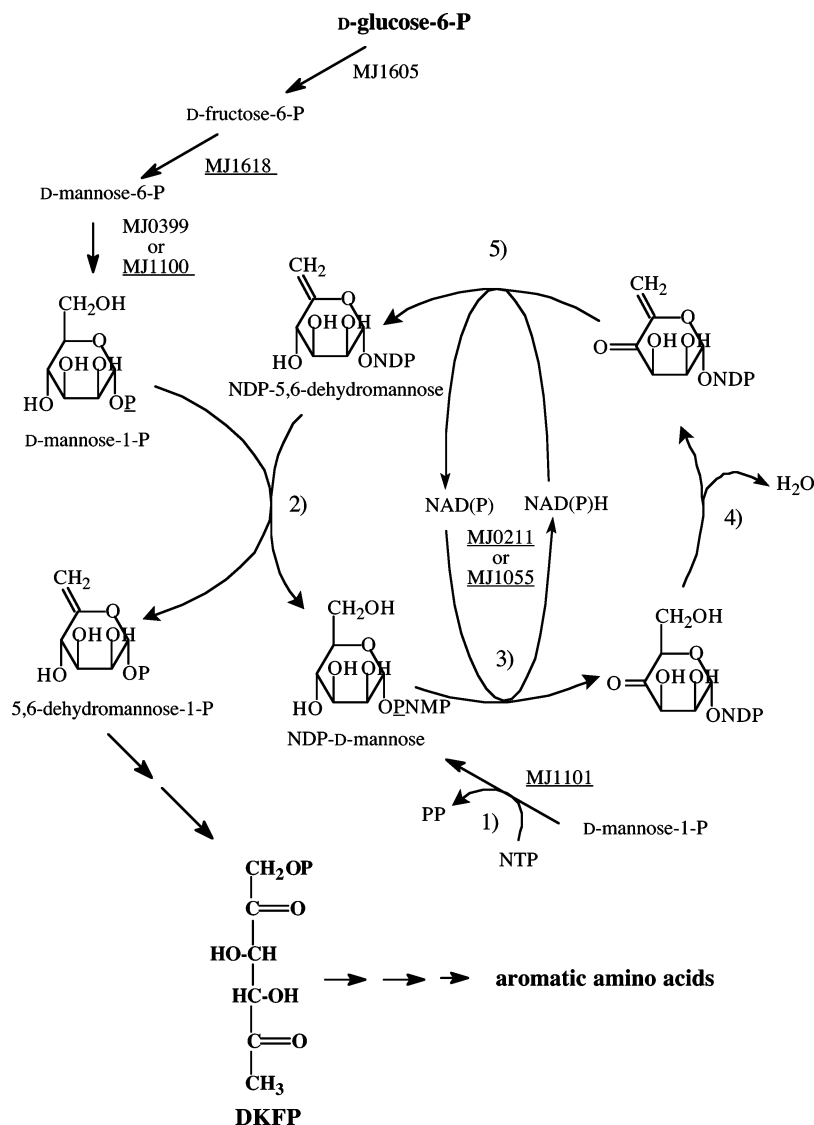 D-glucose-6-P
MJ1605
D-fructose-6-P
MJ1618
D-mannose-6-P
MJ0399
or
MJ1100
CH2OH
O
OH OH
HO
OP
D-mannose-1-P
CH2
O
OH OH
HO
ONDP
NDP-5,6-dehydromannose
5)
CH2
O
OH OH
O
ONDP
NAD(P)
NAD(P)H
MJ0211
or
MJ1055
2)
4)
H2O
CH2
O
OH OH
HO
OP
5,6-dehydromannose-1-P
CH2OH
O
OH OH
HO
OPNMP
NDP-D-mannose
3)
CH2OH
O
OH OH
O
ONDP
MJ1101
PP
1)
NTP
D-mannose-1-P
CH2OP
C=O
HO-CH
HC-OH
C=O
CH3
DKFP
aromatic amino acids